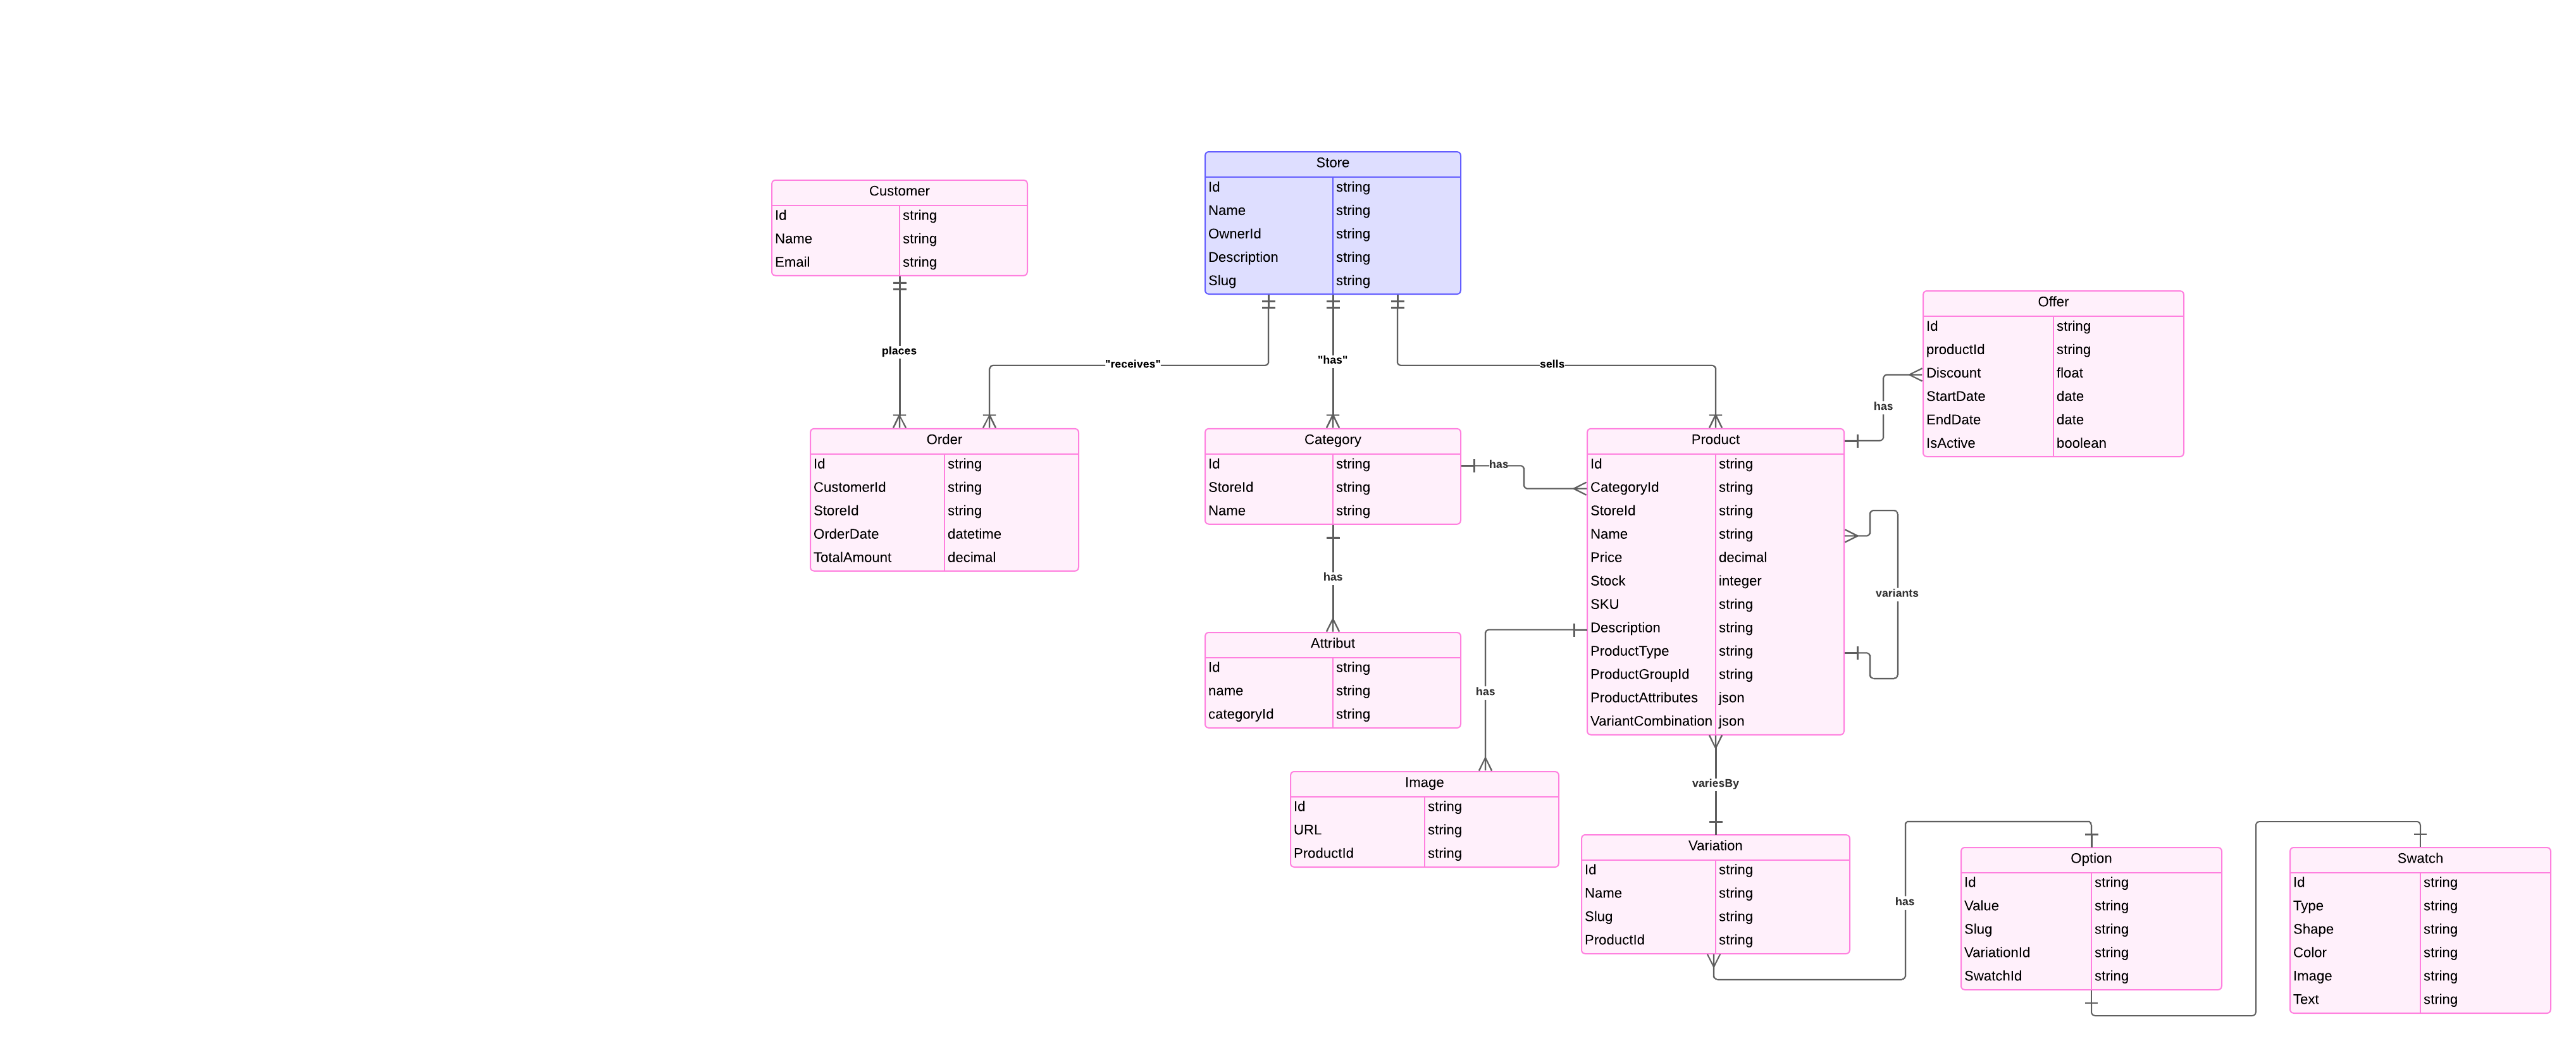 Store
Id string
Name string
OwnerId string
Description string
Slug string
Customer
Id string
Name string
Email string
places
"receives"
"has"
sells
Offer
Id string
productId string
Discount float
StartDate date
EndDate date
IsActive boolean
has
Order
Id string
CustomerId string
StoreId string
OrderDate datetime
TotalAmount decimal
Category
Id string
StoreId string
Name string
has
Product
Id string
CategoryId string
StoreId string
Name string
Price decimal
Stock integer
SKU string
Description string
ProductType string
ProductGroupId string
ProductAttributes json
VariantCombination json
variants
has
Attribut
Id string
name string
categoryId string
has
Image
Id string
URL string
ProductId string
variesBy
Variation
Id string
Name string
Slug string
ProductId string
has
Option
Id string
Value string
Slug string
VariationId string
SwatchId string
Swatch
Id string
Type string
Shape string
Color string
Image string
Text string